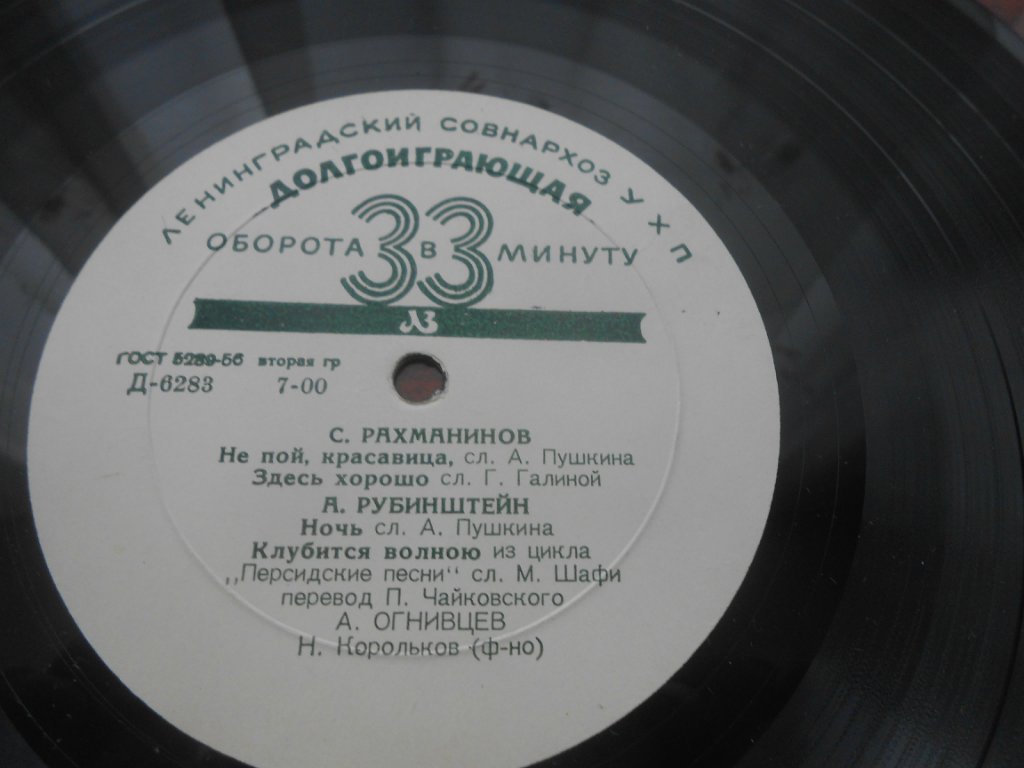 ЛЕНИНГРАДСКИЙ СОВНАРХОЗ У Х П
ДОЛГОИГРАЮЩАЯ
ОБОРОТА 33 В МИНУТУ
ЛЗ
ГОСТ 5289-56 вторая гр
Д-6283 7-00
С. РАХМАНИНОВ
Не пой, красавица, сл. А. Пушкина
Здесь хорошо сл. Г. Галиной
А. РУБИНШТЕЙН
Ночь сл. А. Пушкина
Клубится волною из цикла
„Персидские песни“ сл. М. Шафи
перевод П. Чайковского
А. ОГНИВЦЕВ
Н. Корольков (ф-но)